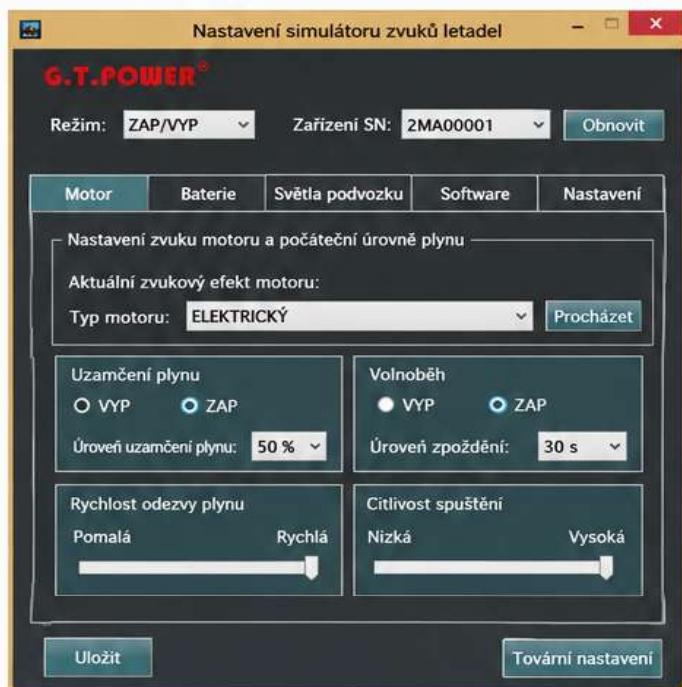 Nastavení simulátoru zvuků letadel
G.T.POWER®
Režim: ZAP/VYP Zařízení SN: 2MA00001 Obnovit
Motor Baterie Světla podvozku Software Nastavení
Nastavení zvuku motoru a počáteční úrovně plynu
Aktuální zvukový efekt motoru:
Typ motoru: ELEKTRICKÝ Procházet
Uzamčení plynu
VYP ZAP
Úroveň uzamčení plynu: 50 %
Volnoběh
VYP ZAP
Úroveň zpoždění: 30 s
Rychlost odezvy plynu
Pomalá Rychlá
Citlivost spuštění
Nizká Vysoká
Uložit Tovární nastavení